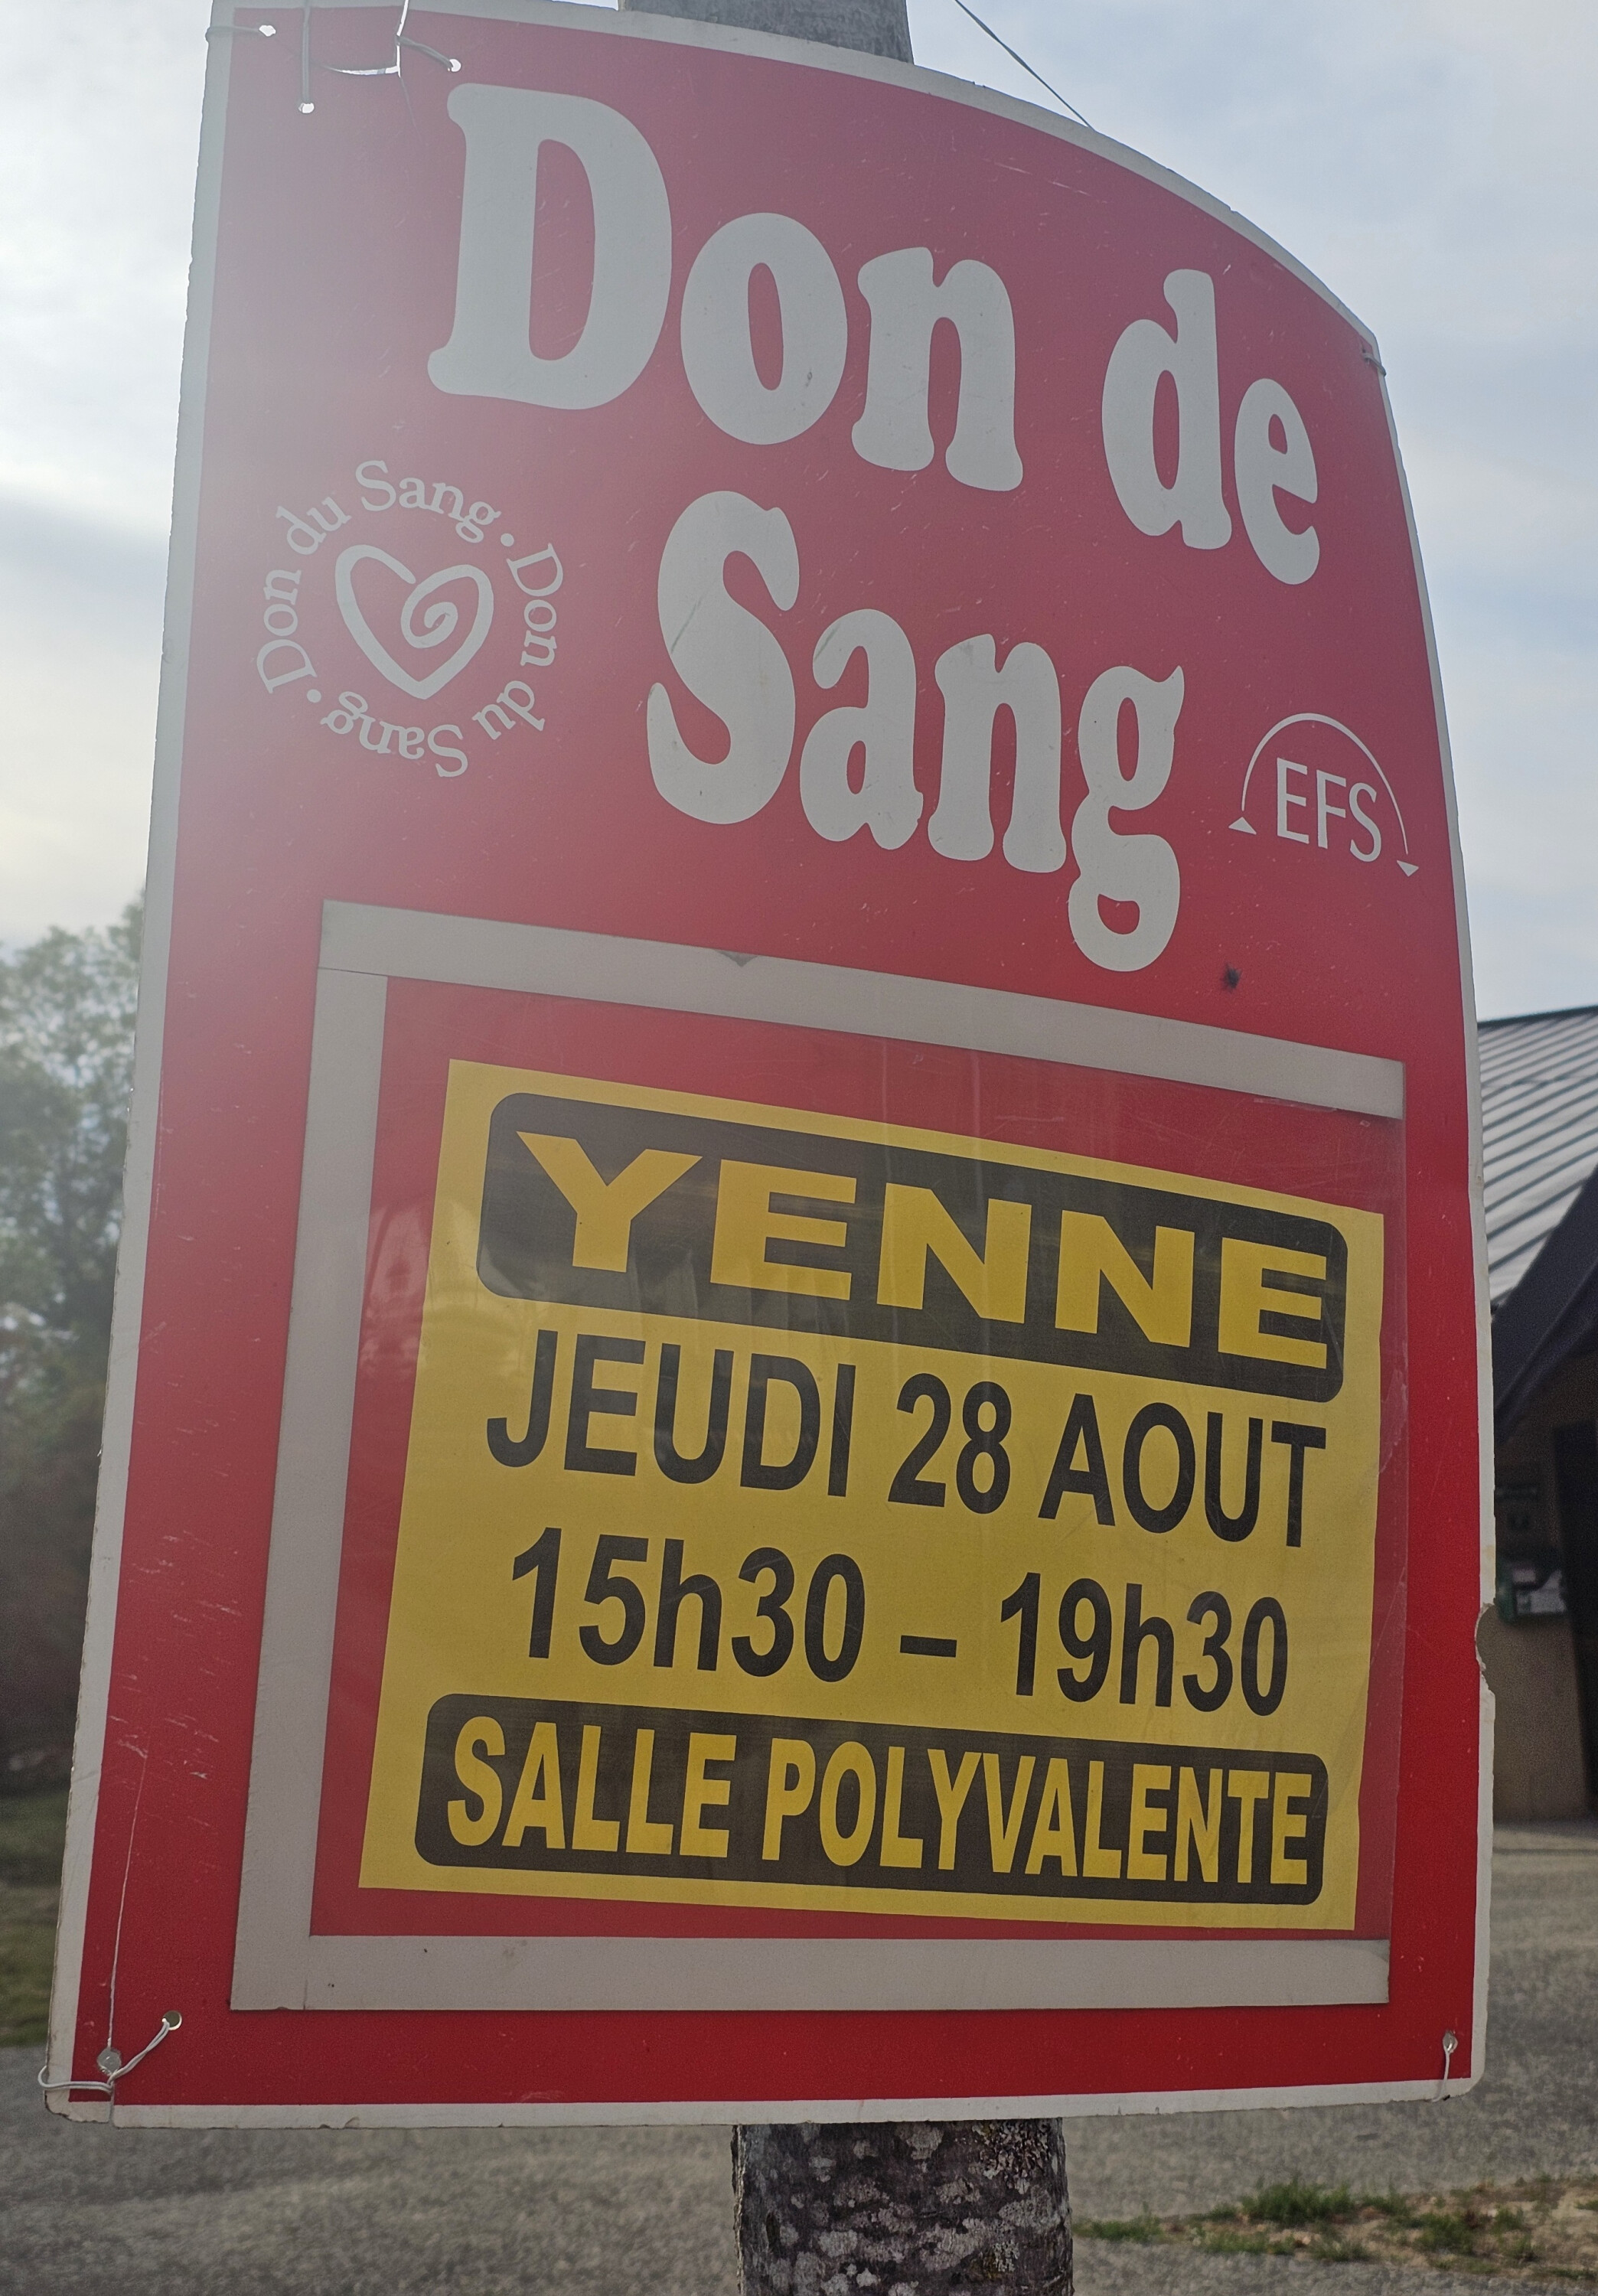 Don de
Sang
Don du Sang · Don du Sang ·
EFS
YENNE
JEUDI 28 AOUT
15h30 – 19h30
SALLE POLYVALENTE